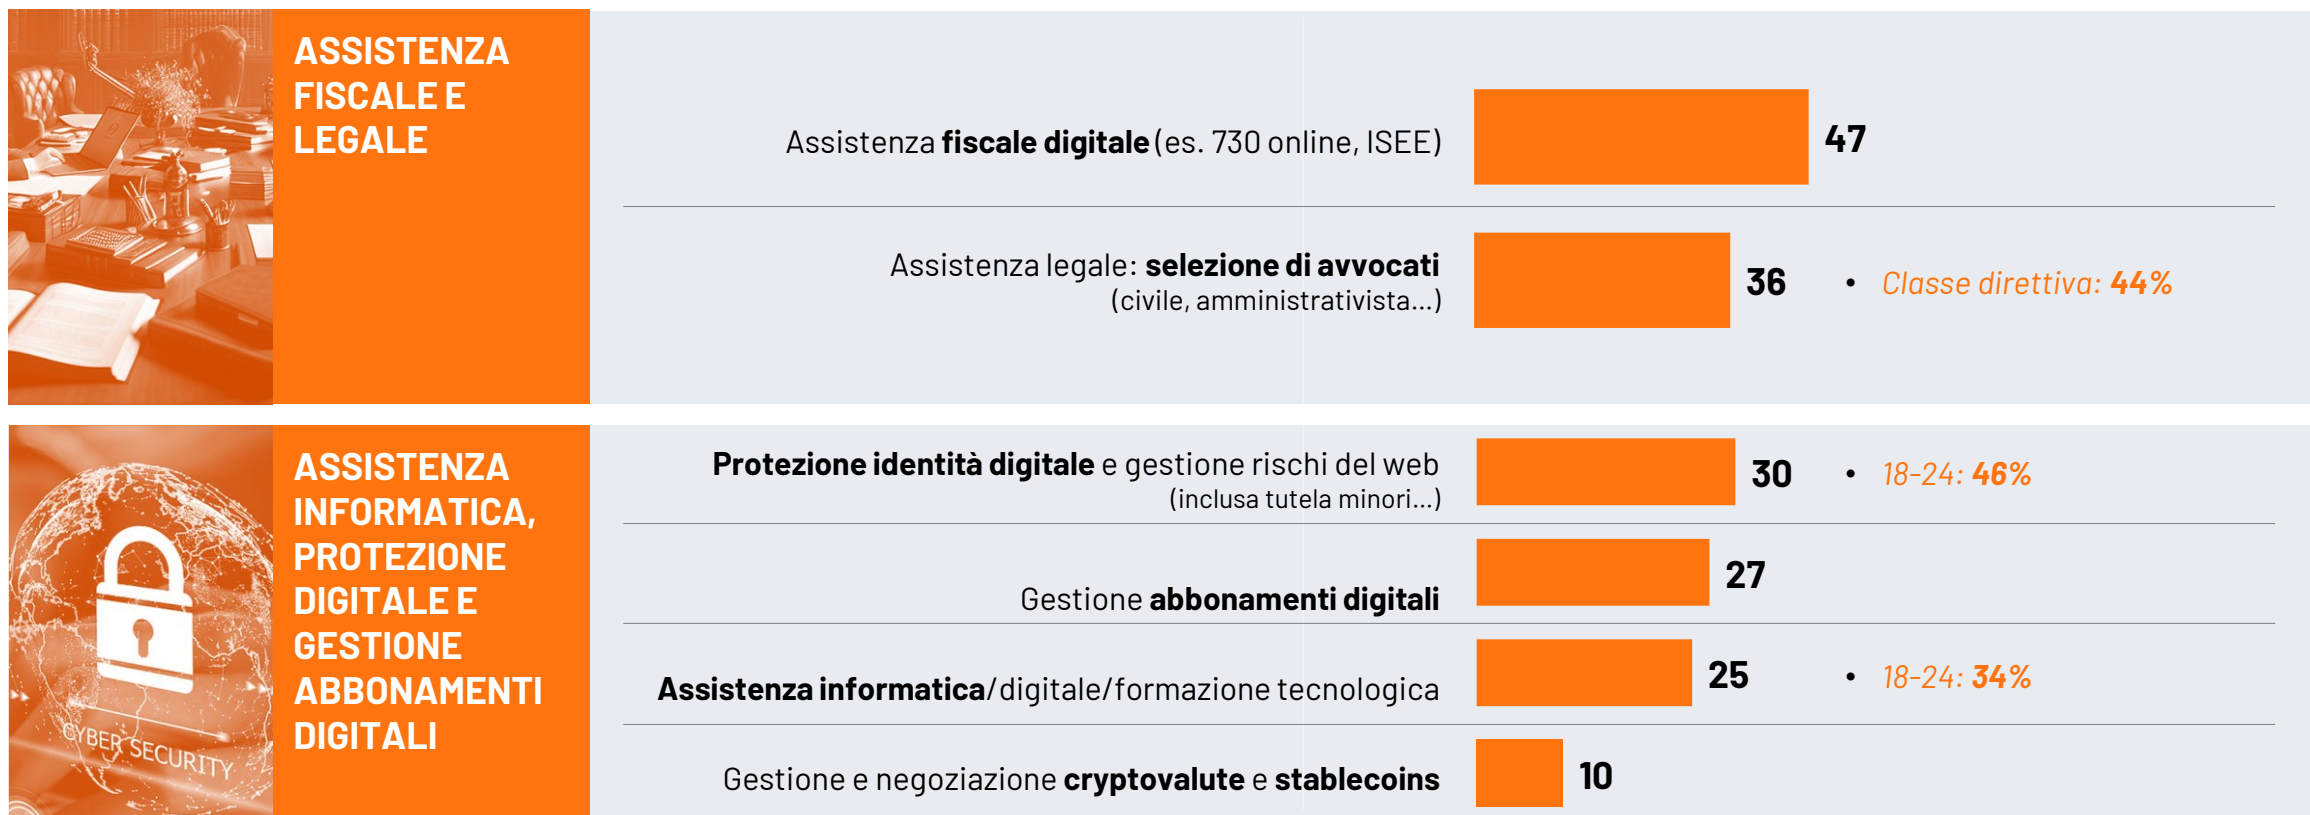 ASSISTENZA
FISCALE E
LEGALE
Assistenza fiscale digitale (es. 730 online, ISEE)
47
Assistenza legale: selezione di avvocati
(civile, amministrativista...)
36
• Classe direttiva: 44%
ASSISTENZA
INFORMATICA,
PROTEZIONE
DIGITALE E
GESTIONE
ABBONAMENTI
DIGITALI
CYBER SECURITY
Protezione identità digitale e gestione rischi del web
(inclusa tutela minori...)
30
• 18-24: 46%
Gestione abbonamenti digitali
27
Assistenza informatica/digitale/formazione tecnologica
25
• 18-24: 34%
Gestione e negoziazione cryptovalute e stablecoins
10